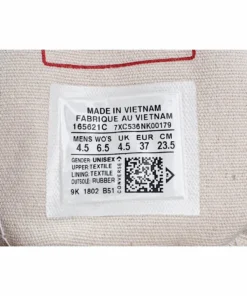 MADE IN VIETNAM
FABRIQUE AU VIETNAM
165621C 7XC536NK00179
MENS WO'S UK EUR CM
4.5 6.5 4.5 37 23.5
GENDER: UNISEX
UPPER: TEXTILE
LINING: TEXTILE
OUTSOLE: RUBBER
CONVERSE
9K 1802 B51